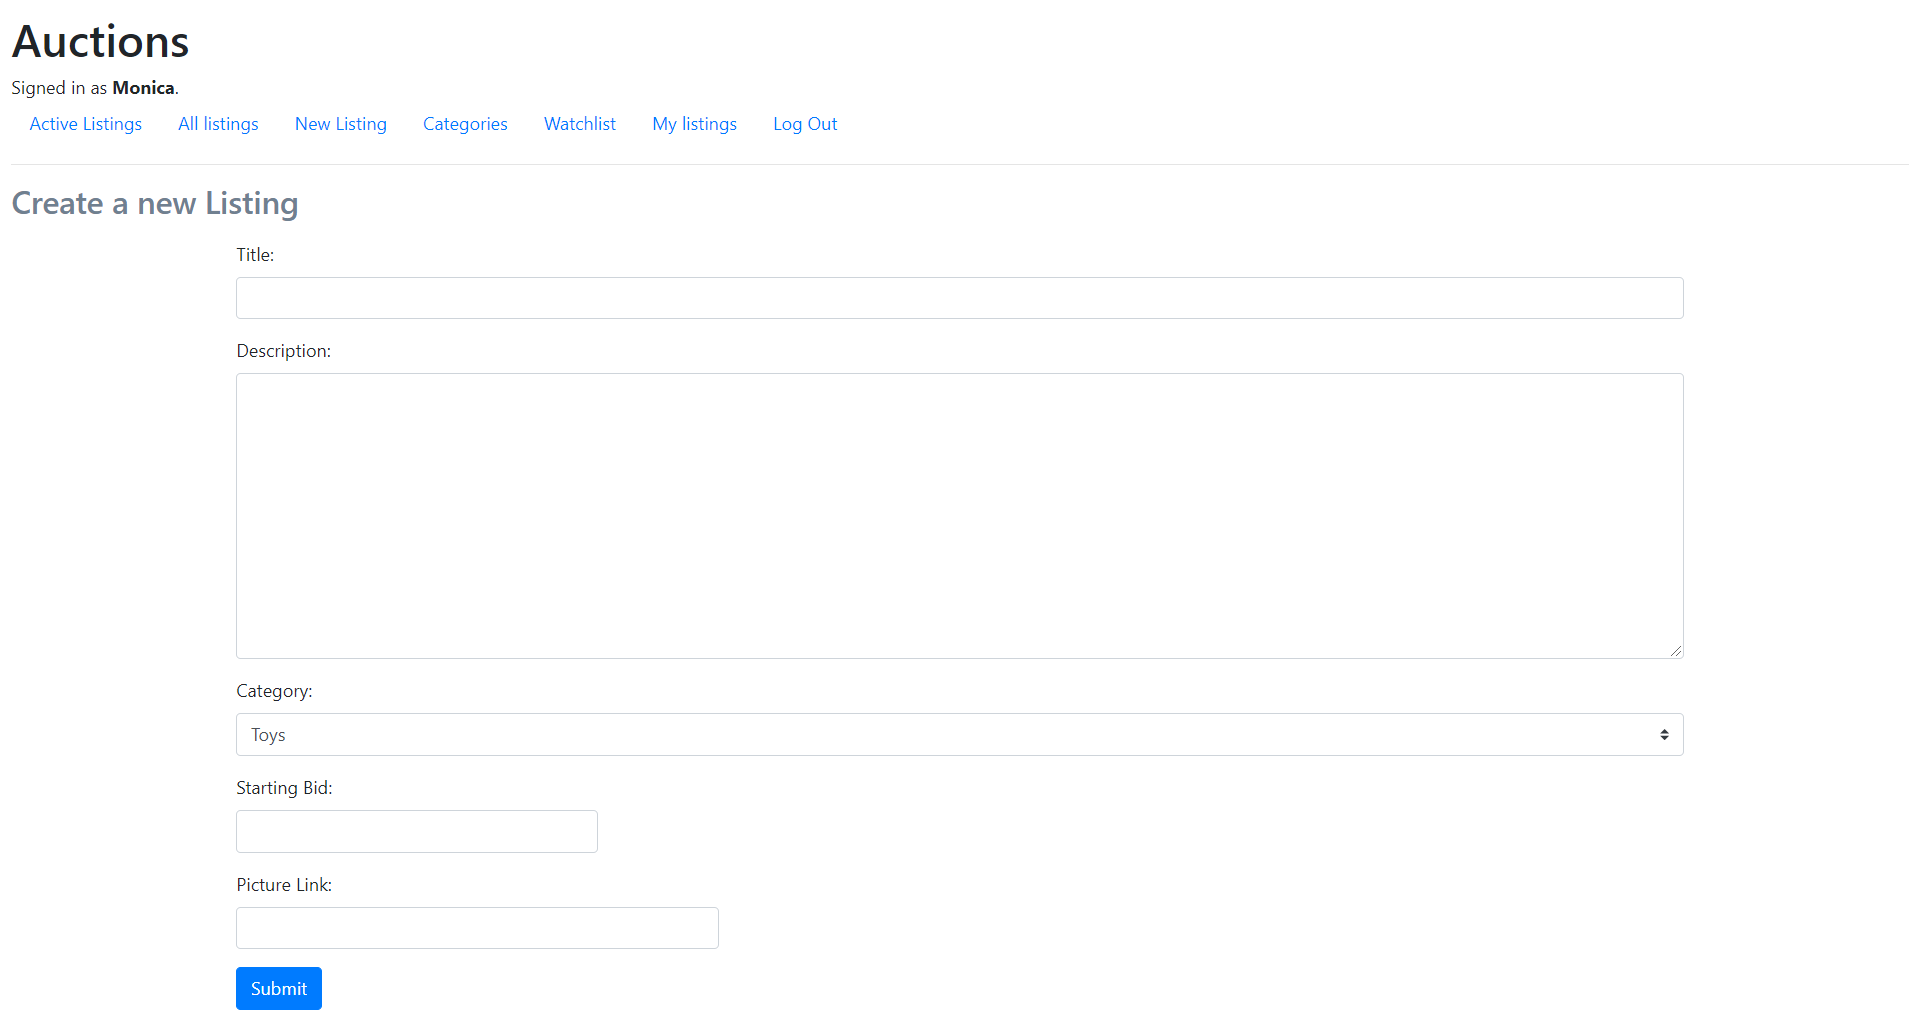 Auctions
Signed in as Monica.
Active Listings All listings New Listing Categories Watchlist My listings Log Out
Create a new Listing
Title:
Description:
Category:
Toys
Starting Bid:
Picture Link:
Submit